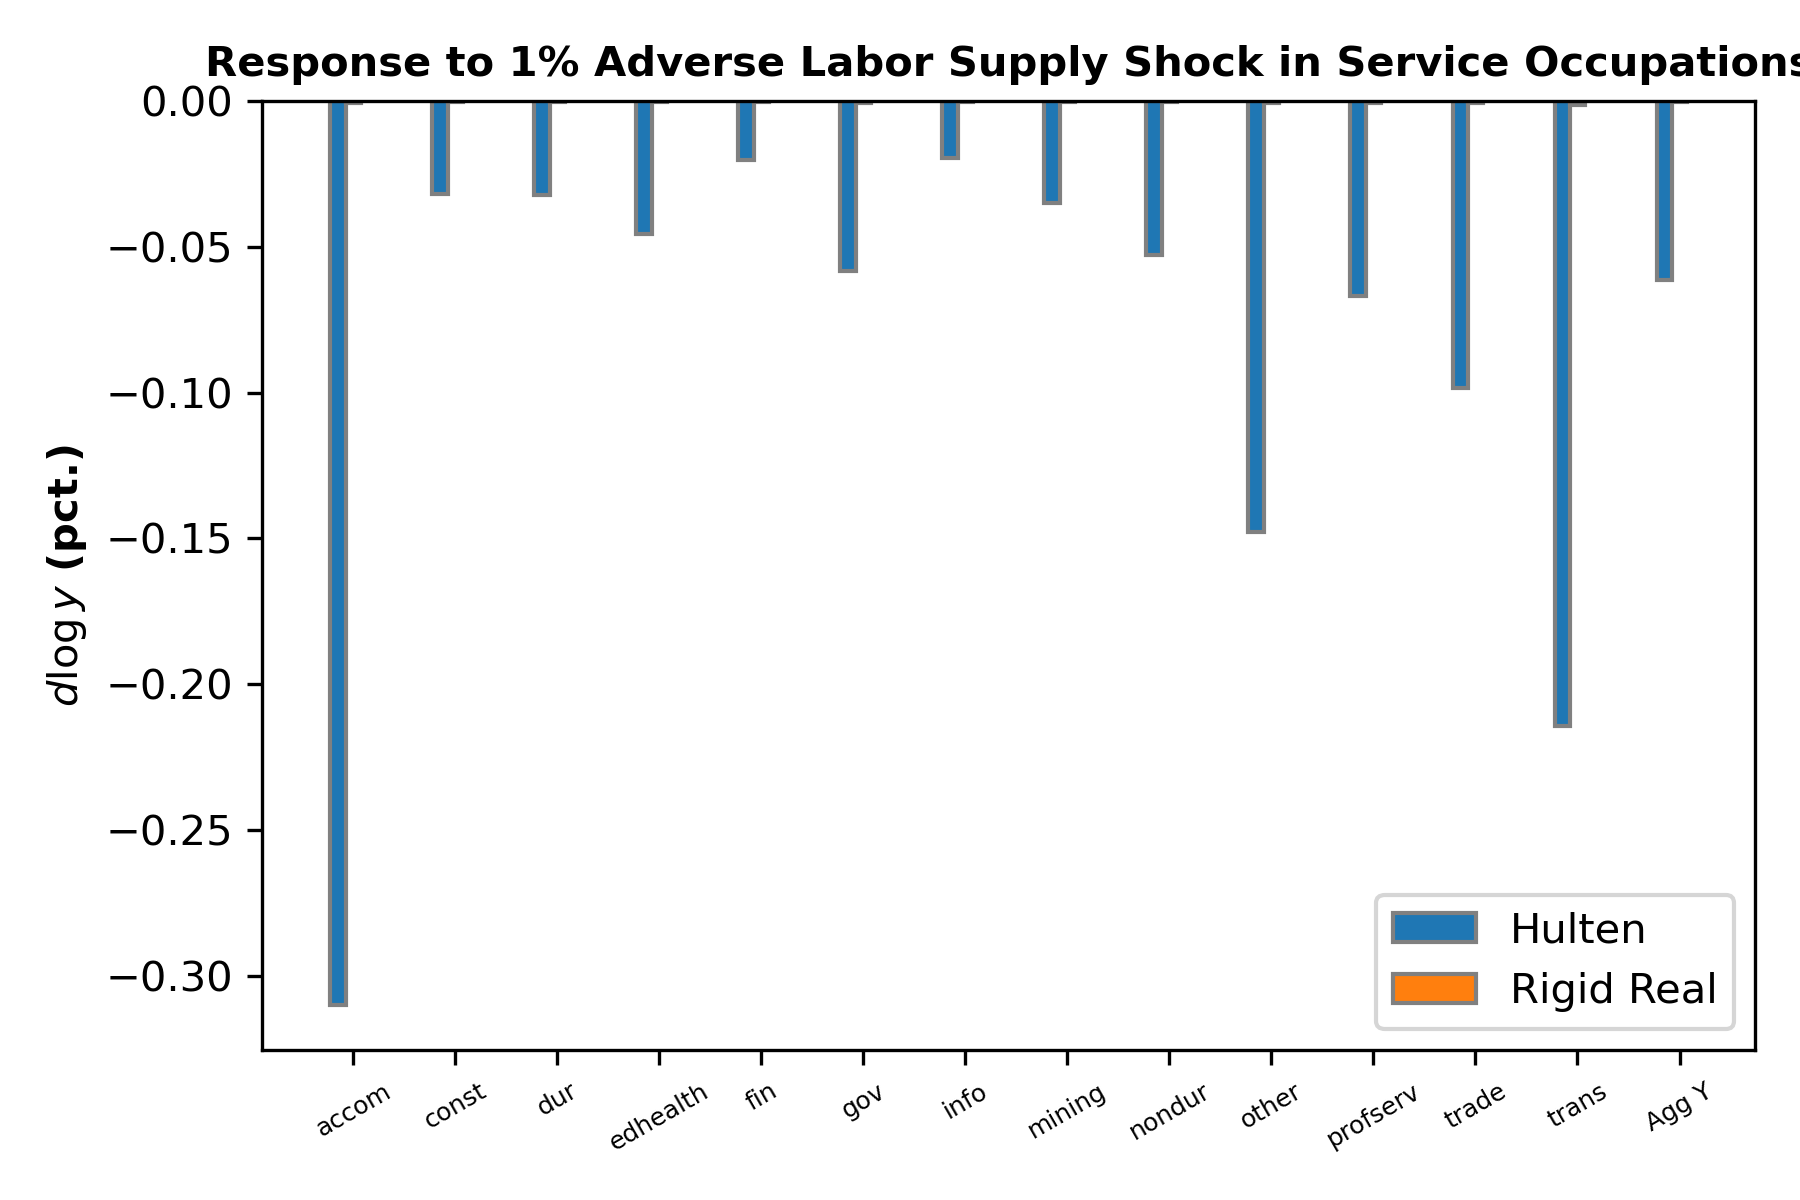 Response to 1% Adverse Labor Supply Shock in Service Occupations
0.00
−0.05
−0.10
−0.15
−0.20
−0.25
−0.30
dlog y (pct.)
Hulten
Rigid Real
accom const dur edhealth fin gov info mining nondur other profserv trade trans Agg Y